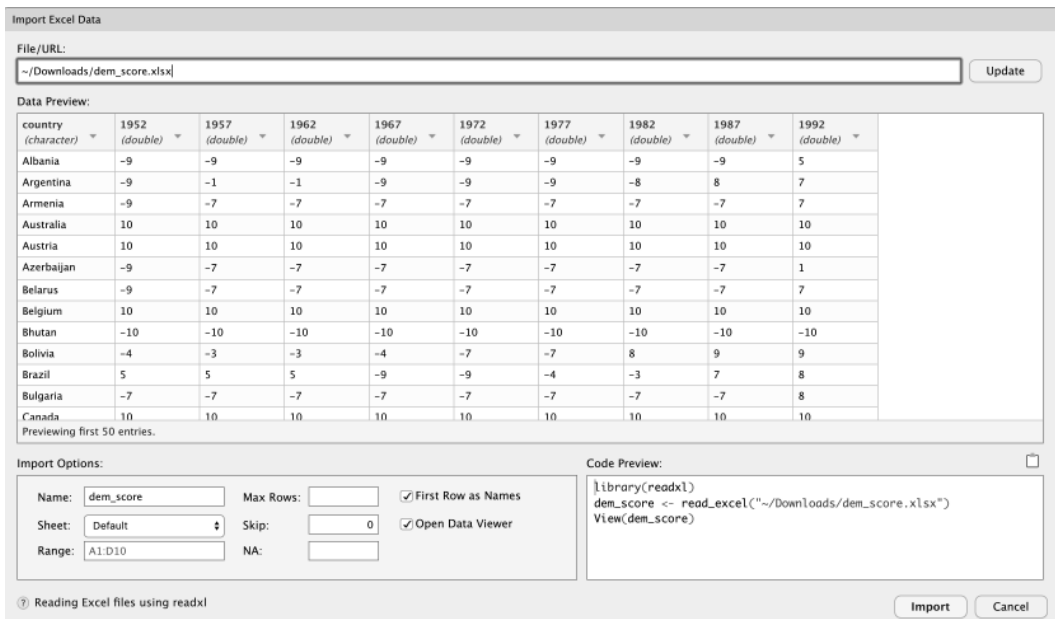 Import Excel Data
File/URL:
~/Downloads/dem_score.xlsx
Update
Data Preview:
country 1952 1957 1962 1967 1972 1977 1982 1987 1992
(character) (double) (double) (double) (double) (double) (double) (double) (double) (double)
Albania -9 -9 -9 -9 -9 -9 -9 -9 5
Argentina -9 -1 -1 -9 -9 -9 -8 8 7
Armenia -9 -7 -7 -7 -7 -7 -7 -7 7
Australia 10 10 10 10 10 10 10 10 10
Austria 10 10 10 10 10 10 10 10 10
Azerbaijan -9 -7 -7 -7 -7 -7 -7 -7 1
Belarus -9 -7 -7 -7 -7 -7 -7 -7 7
Belgium 10 10 10 10 10 10 10 10 10
Bhutan -10 -10 -10 -10 -10 -10 -10 -10 -10
Bolivia -4 -3 -3 -4 -7 -7 8 9 9
Brazil 5 5 5 -9 -9 -4 -3 7 8
Bulgaria -7 -7 -7 -7 -7 -7 -7 -7 8
Canada 10 10 10 10 10 10 10 10 10
Previewing first 50 entries.
Import Options:
Name: dem_score Max Rows: First Row as Names
Sheet: Default Skip: 0 Open Data Viewer
Range: A1:D10 NA:
Code Preview:
library(readxl)
dem_score <- read_excel("~/Downloads/dem_score.xlsx")
View(dem_score)
? Reading Excel files using readxl
Import Cancel